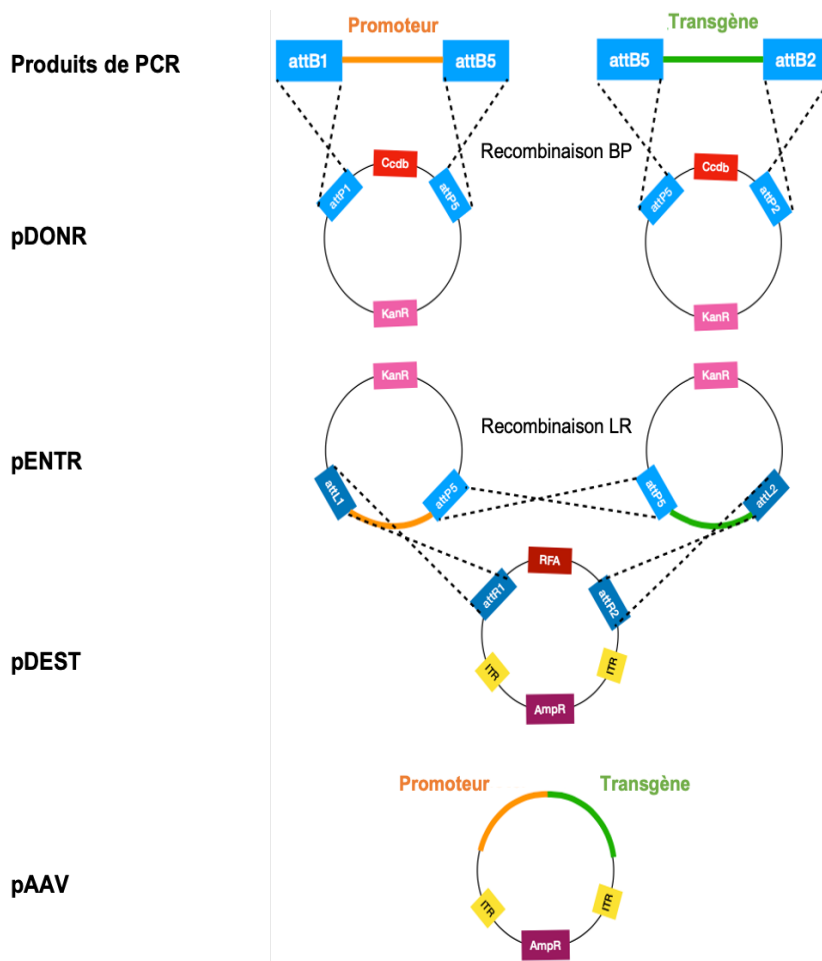 Promoteur
Transgène
Produits de PCR
attB1
attB5
attB5
attB2
Recombinaison BP
Ccdb
Ccdb
attP1
attP5
attP5
attP2
pDONR
KanR
KanR
KanR
KanR
Recombinaison LR
pENTR
attL1
attP5
attP5
attL2
RFA
attR1
attR2
pDEST
ITR
ITR
AmpR
Promoteur
Transgène
pAAV
ITR
ITR
AmpR